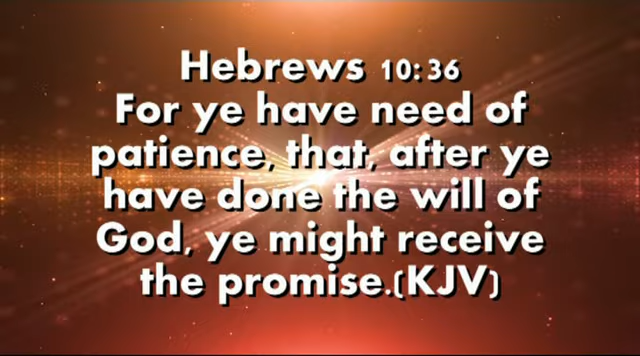 Hebrews 10:36
For ye have need of
patience, that, after ye
have done the will of
God, ye might receive
the promise.(KJV)